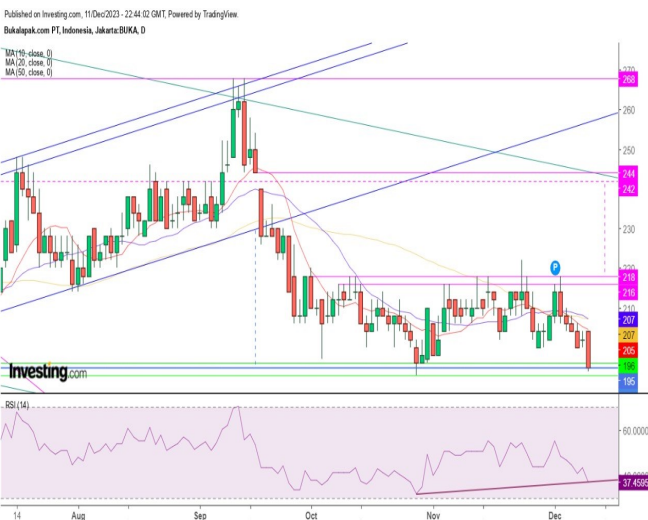 Published on Investing.com, 11/Dec/2023 - 22:44:02 GMT, Powered by TradingView.
Bukalapak.com PT, Indonesia, Jakarta:BUKA, D
MA (10, close, 0)
MA (20, close, 0)
MA (50, close, 0)
270
268
260
250
244
242
230
220
P
218
216
210
207
207
205
196
195
Investing.com
RSI (14)
60.0000
37.4595
14 Aug Sep Oct Nov Dec